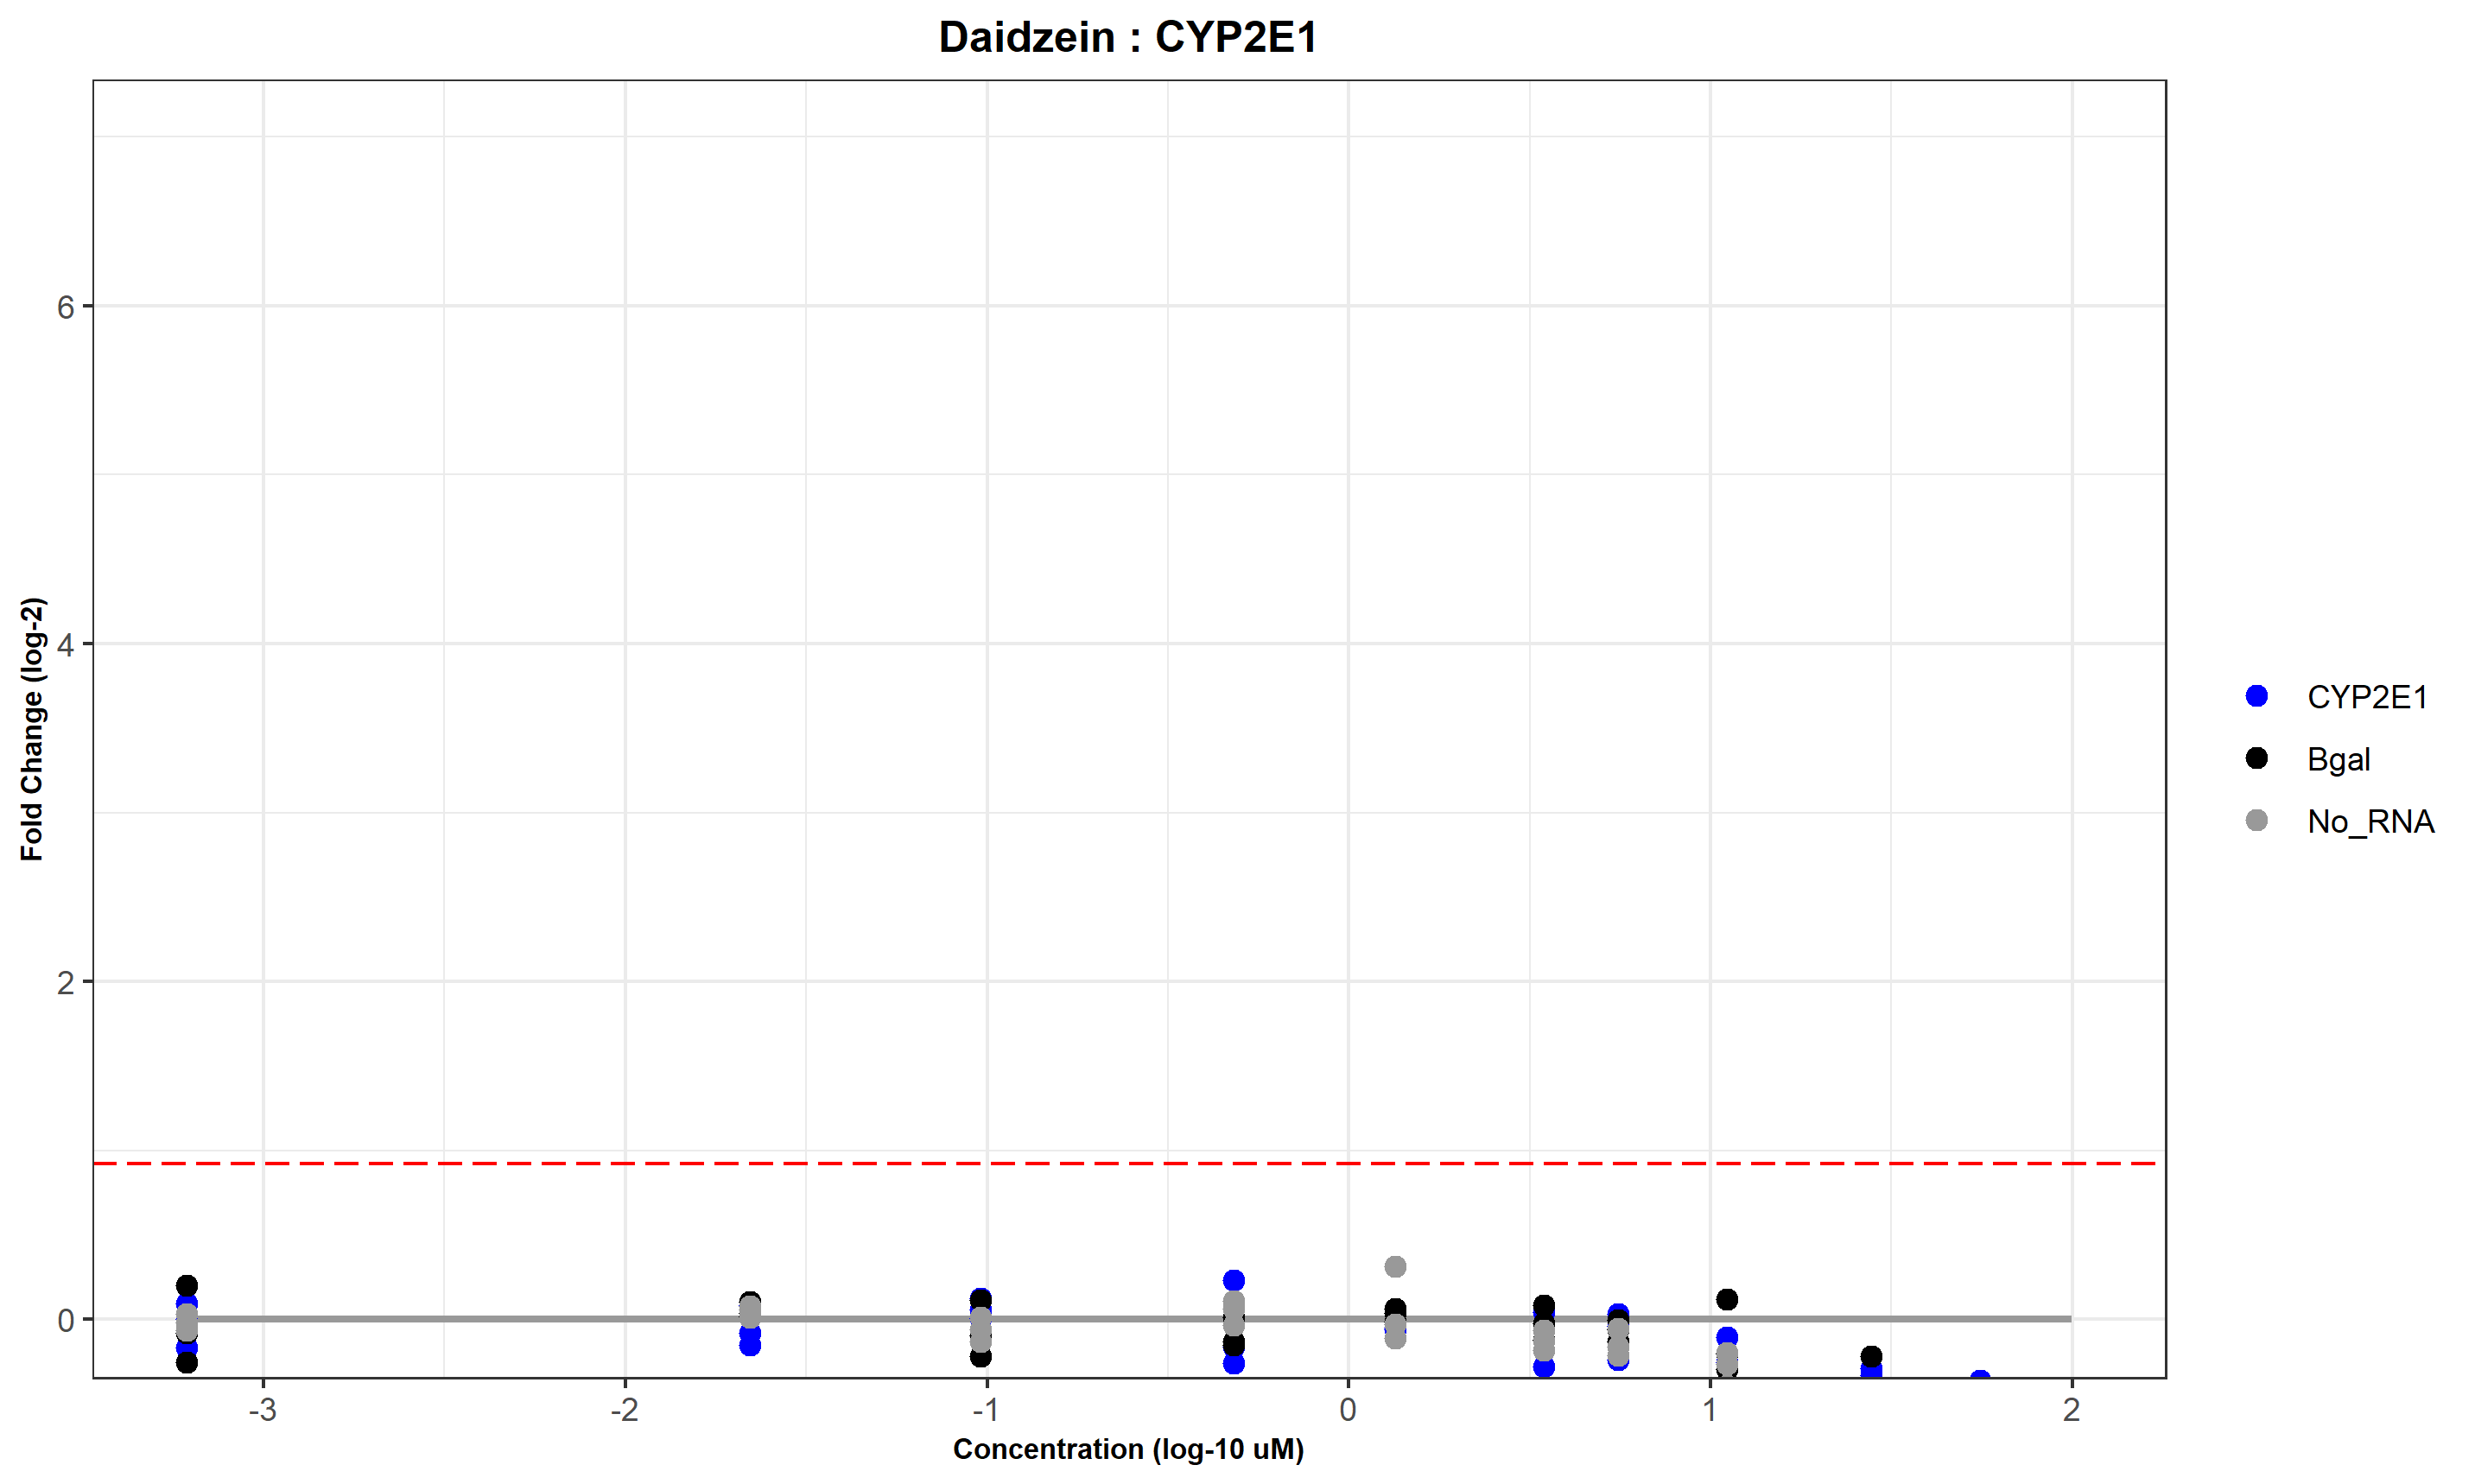 Daidzein : CYP2E1
Fold Change (log-2)
6
4
2
0
-3
-2
-1
0
1
2
Concentration (log-10 uM)
CYP2E1
Bgal
No_RNA